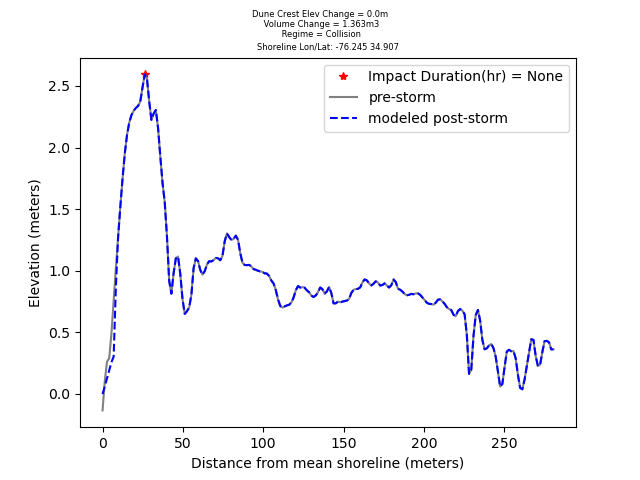 Dune Crest Elev Change = 0.0m
Volume Change = 1.363m3
Regime = Collision
Shoreline Lon/Lat: -76.245 34.907
Impact Duration(hr) = None
pre-storm
modeled post-storm
Elevation (meters)
2.5
2.0
1.5
1.0
0.5
0.0
0 50 100 150 200 250
Distance from mean shoreline (meters)